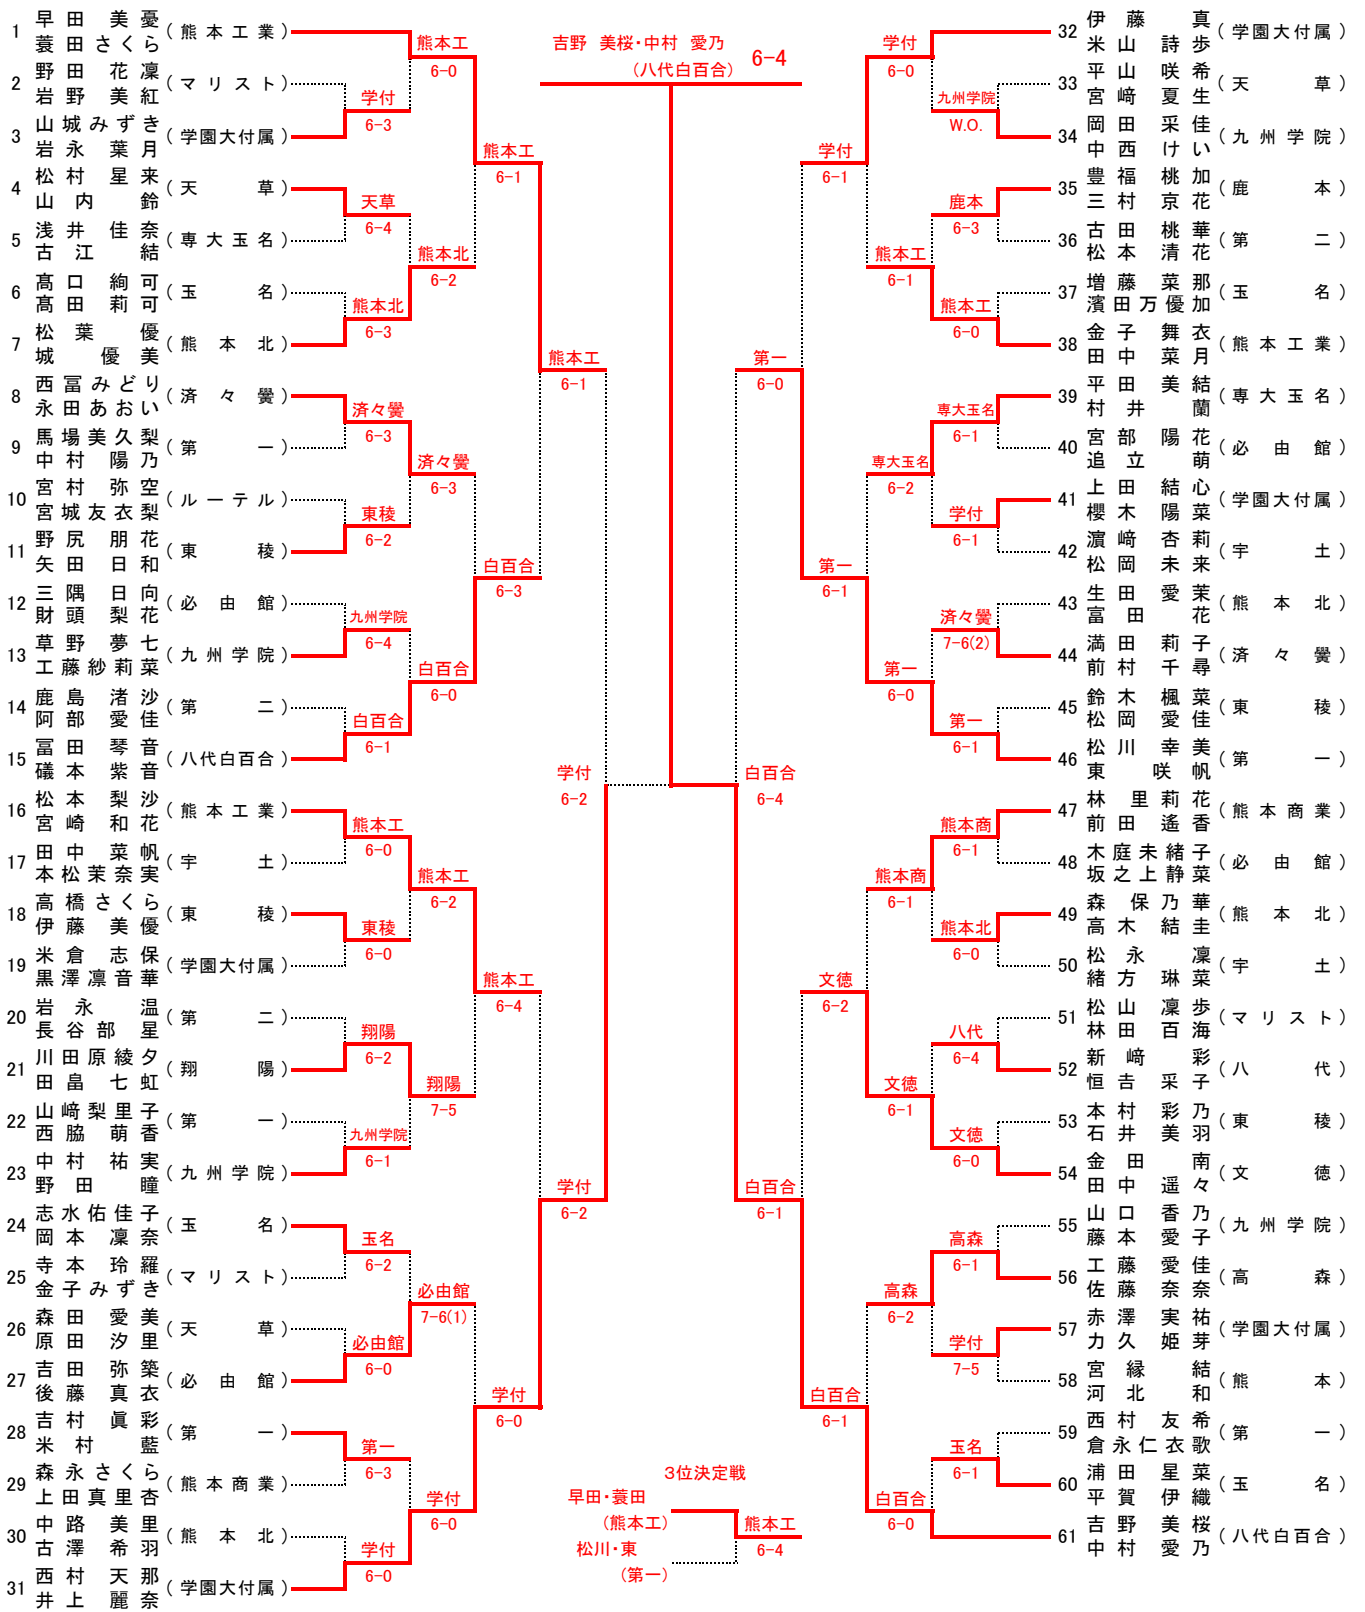 1 早田美憂 蓑田さくら (熊本工業)
2 野田花凜 岩野美紅 (マリスト)
3 山城みずき 岩永葉月 (学園大付属)
4 松村星来 山内鈴 (天草)
5 浅井佳奈 古江結 (専大玉名)
6 髙口絢可 髙田莉可 (玉名)
7 松葉優 城優美 (熊本北)
8 西冨みどり 永田あおい (済々黌)
9 馬場美久梨 中村陽乃 (第一)
10 宮村弥空 宮城友衣梨 (ルーテル)
11 野尻朋花 矢田日和 (東稜)
12 三隅日向 財頭梨花 (必由館)
13 草野夢七 工藤紗莉菜 (九州学院)
14 鹿島渚沙 阿部愛佳 (第二)
15 冨田琴音 礒本紫音 (八代白百合)
16 松本梨沙 宮崎和花 (熊本工業)
17 田中菜帆 本松茉奈実 (宇土)
18 高橋さくら 伊藤美優 (東稜)
19 米倉志保 黒澤凛音華 (学園大付属)
20 岩永温 長谷部星 (第二)
21 川田原綾夕 田畠七虹 (翔陽)
22 山﨑梨里子 西脇萌香 (第一)
23 中村祐実 野田瞳 (九州学院)
24 志水佑佳子 岡本凜奈 (玉名)
25 寺本玲羅 金子みずき (マリスト)
26 森田愛美 原田汐里 (天草)
27 吉田弥築 後藤真衣 (必由館)
28 吉村眞彩 米村藍 (第一)
29 森永さくら 上田真里杏 (熊本商業)
30 中路美里 古澤希羽 (熊本北)
31 西村天那 井上麗奈 (学園大付属)
学付 6-3
天草 6-4
熊本北 6-3
済々黌 6-3
東稜 6-2
九州学院 6-4
白百合 6-1
熊本工 6-0
東稜 6-0
翔陽 6-2
九州学院 6-1
玉名 6-2
必由館 6-0
第一 6-3
学付 6-0
熊本工 6-0
熊本北 6-2
済々黌 6-3
白百合 6-0
熊本工 6-2
翔陽 7-5
必由館 7-6(1)
学付 6-0
熊本工 6-1
白百合 6-3
熊本工 6-4
学付 6-0
熊本工 6-1
学付 6-2
学付 6-2
吉野 美桜・中村 愛乃
(八代白百合)
6-4
白百合 6-4
第一 6-0
白百合 6-1
学付 6-1
第一 6-1
文徳 6-2
白百合 6-1
学付 6-0
熊本工 6-1
専大玉名 6-2
第一 6-0
熊本商 6-1
文徳 6-1
高森 6-2
白百合 6-0
九州学院 W.O.
鹿本 6-3
熊本工 6-0
専大玉名 6-1
学付 6-1
済々黌 7-6(2)
第一 6-1
熊本商 6-1
熊本北 6-0
八代 6-4
文徳 6-0
高森 6-1
学付 7-5
玉名 6-1
32 伊藤真 米山詩歩 (学園大付属)
33 平山咲希 宮﨑夏生 (天草)
34 岡田采佳 中西けい (九州学院)
35 豊福桃加 三村京花 (鹿本)
36 古田桃華 松本清花 (第二)
37 増藤菜那 濱田万優加 (玉名)
38 金子舞衣 田中菜月 (熊本工業)
39 平田美結 村井蘭 (専大玉名)
40 宮部陽花 追立萌 (必由館)
41 上田結心 櫻木陽菜 (学園大付属)
42 濵﨑杏莉 松岡未来 (宇土)
43 生田愛茉 富田花 (熊本北)
44 満田莉子 前村千尋 (済々黌)
45 鈴木楓菜 松岡愛佳 (東稜)
46 松川幸美 東咲帆 (第一)
47 林里莉花 前田遙香 (熊本商業)
48 木庭未緒子 坂之上静菜 (必由館)
49 森保乃華 高木結圭 (熊本北)
50 松永凜 緒方琳菜 (宇土)
51 松山凜歩 林田百海 (マリスト)
52 新﨑彩 恒吉采子 (八代)
53 本村彩乃 石井美羽 (東稜)
54 金田南 田中遥々 (文徳)
55 山口香乃 藤本愛子 (九州学院)
56 工藤愛佳 佐藤奈奈 (高森)
57 赤澤実祐 力久姫芽 (学園大付属)
58 宮縁結 河北和 (熊本)
59 西村友希 倉永仁衣歌 (第一)
60 浦田星菜 平賀伊織 (玉名)
61 吉野美桜 中村愛乃 (八代白百合)
3位決定戦
早田・蓑田
(熊本工)
松川・東
(第一)
熊本工
6-4